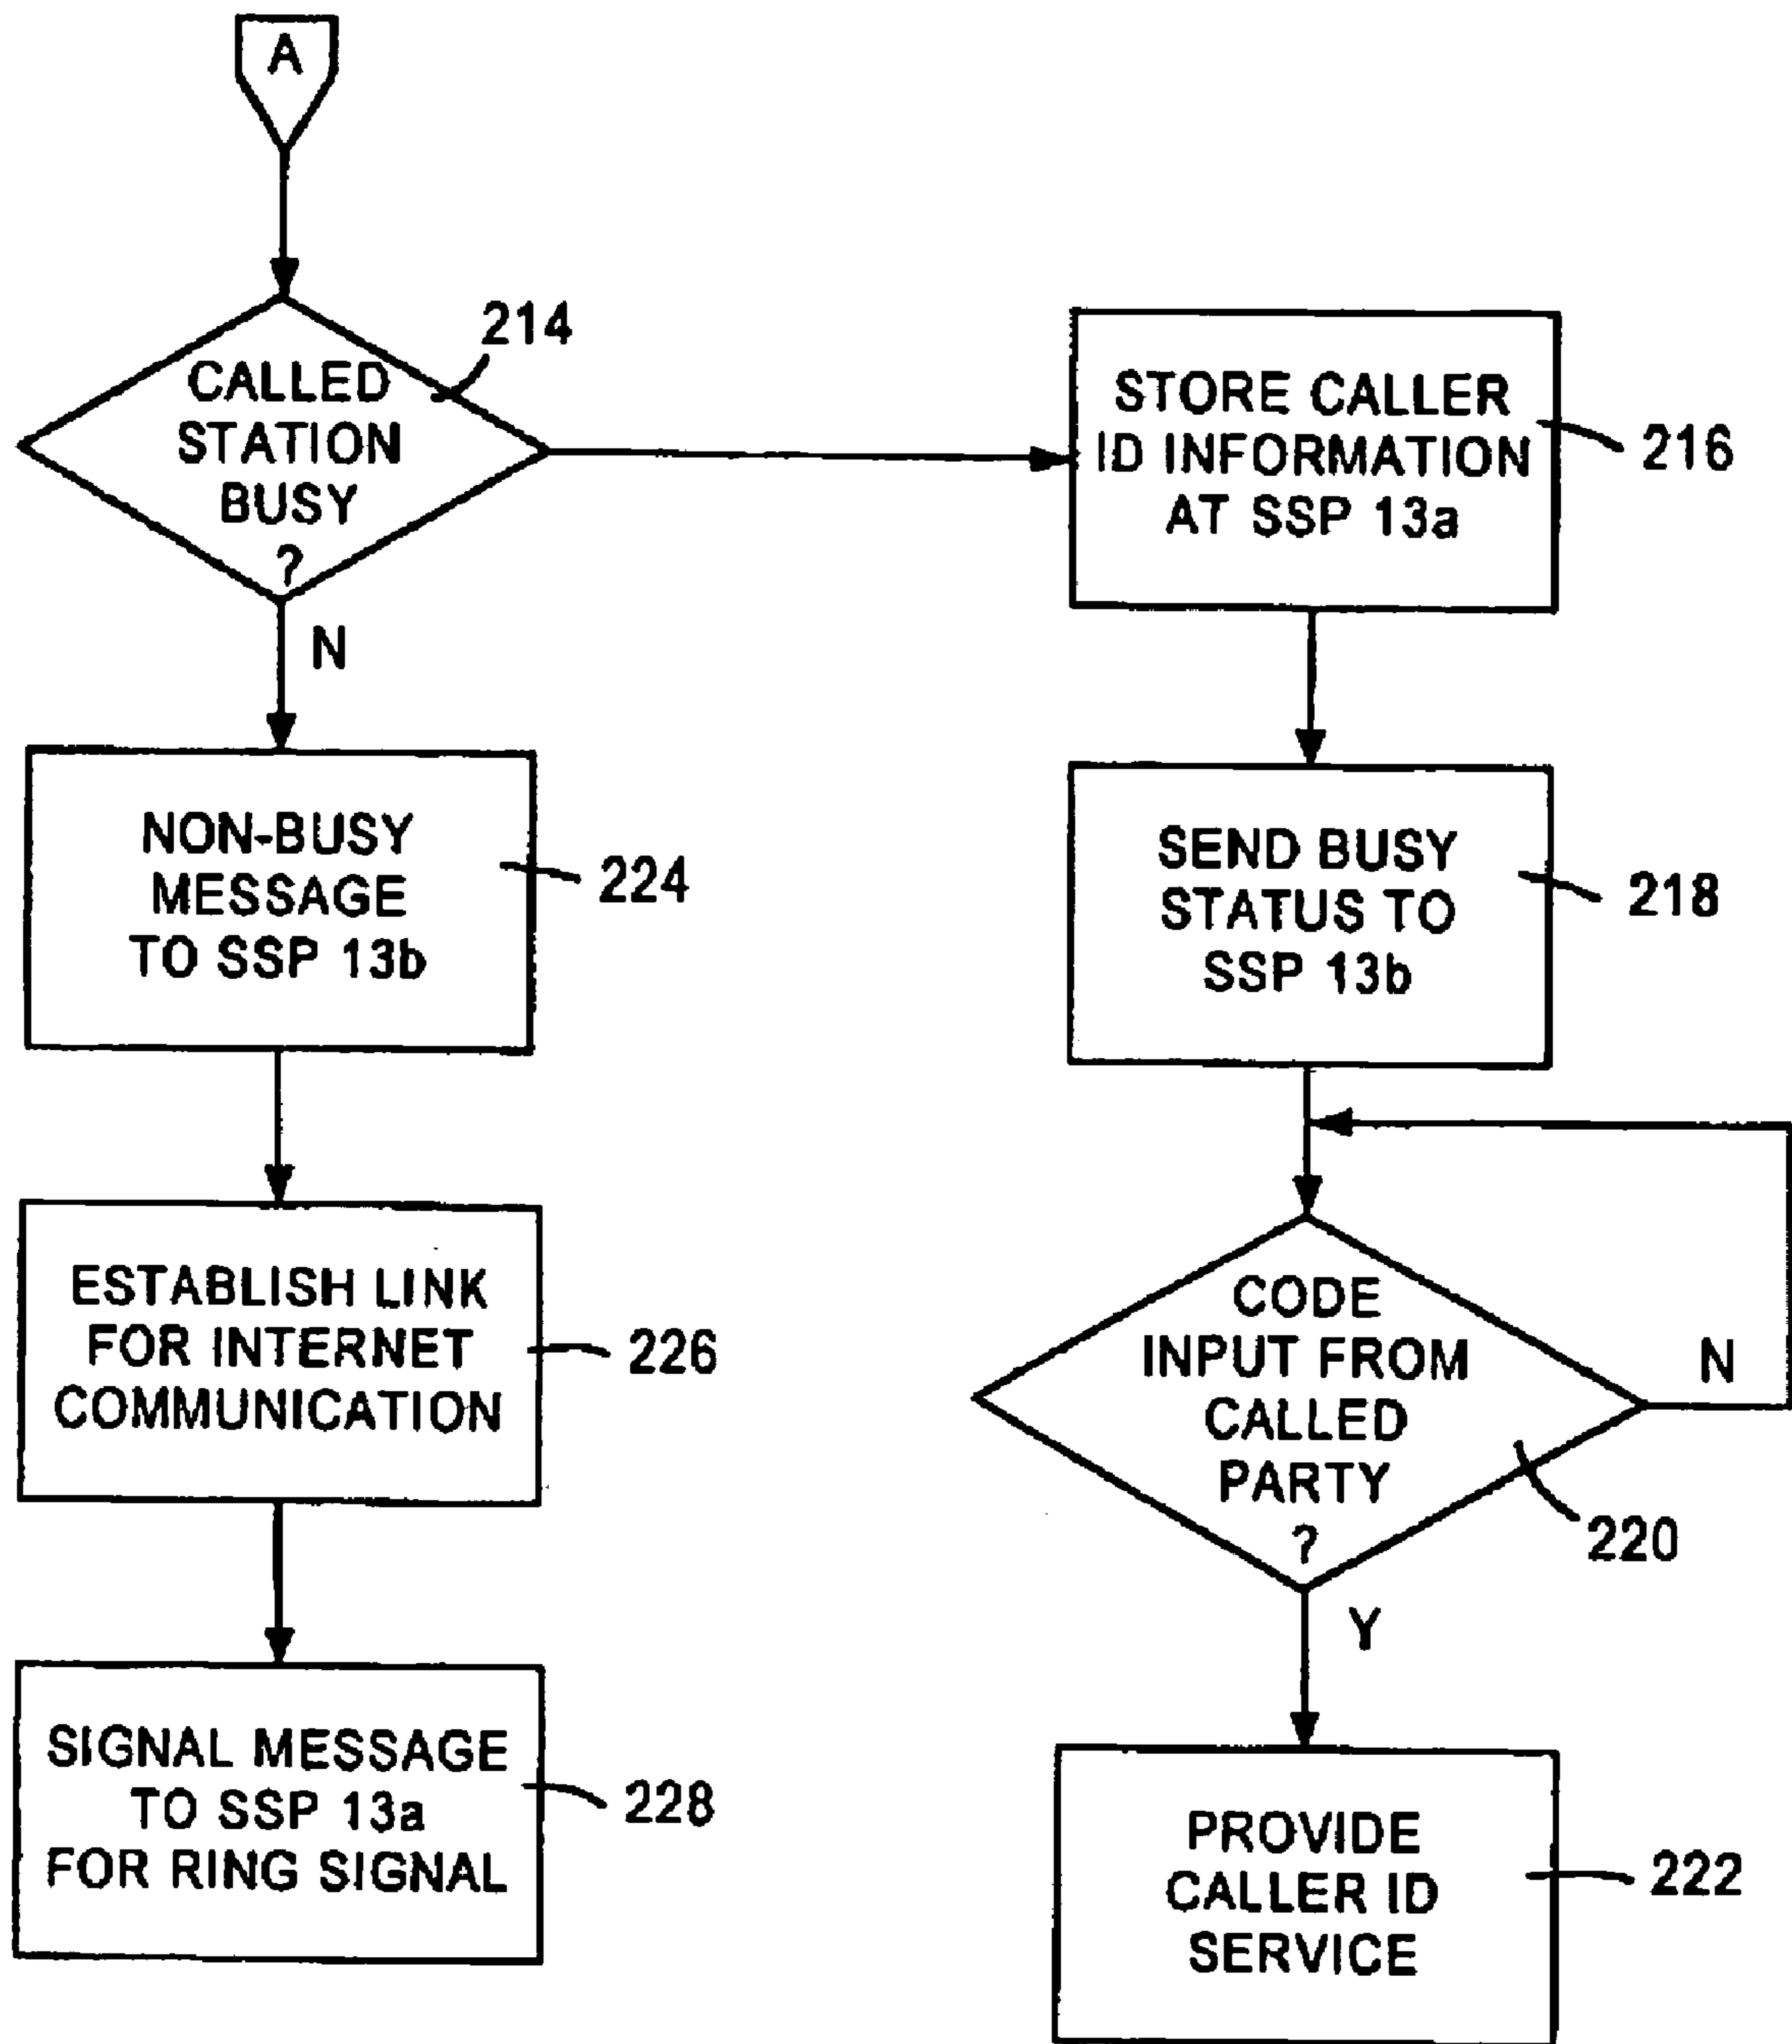 A
CALLED
STATION
BUSY
?
214
N
STORE CALLER
ID INFORMATION
AT SSP 13a
216
NON-BUSY
MESSAGE
TO SSP 13b
224
SEND BUSY
STATUS TO
SSP 13b
218
ESTABLISH LINK
FOR INTERNET
COMMUNICATION
226
CODE
INPUT FROM
CALLED
PARTY
?
N
220
Y
SIGNAL MESSAGE
TO SSP 13a
FOR RING SIGNAL
228
PROVIDE
CALLER ID
SERVICE
222